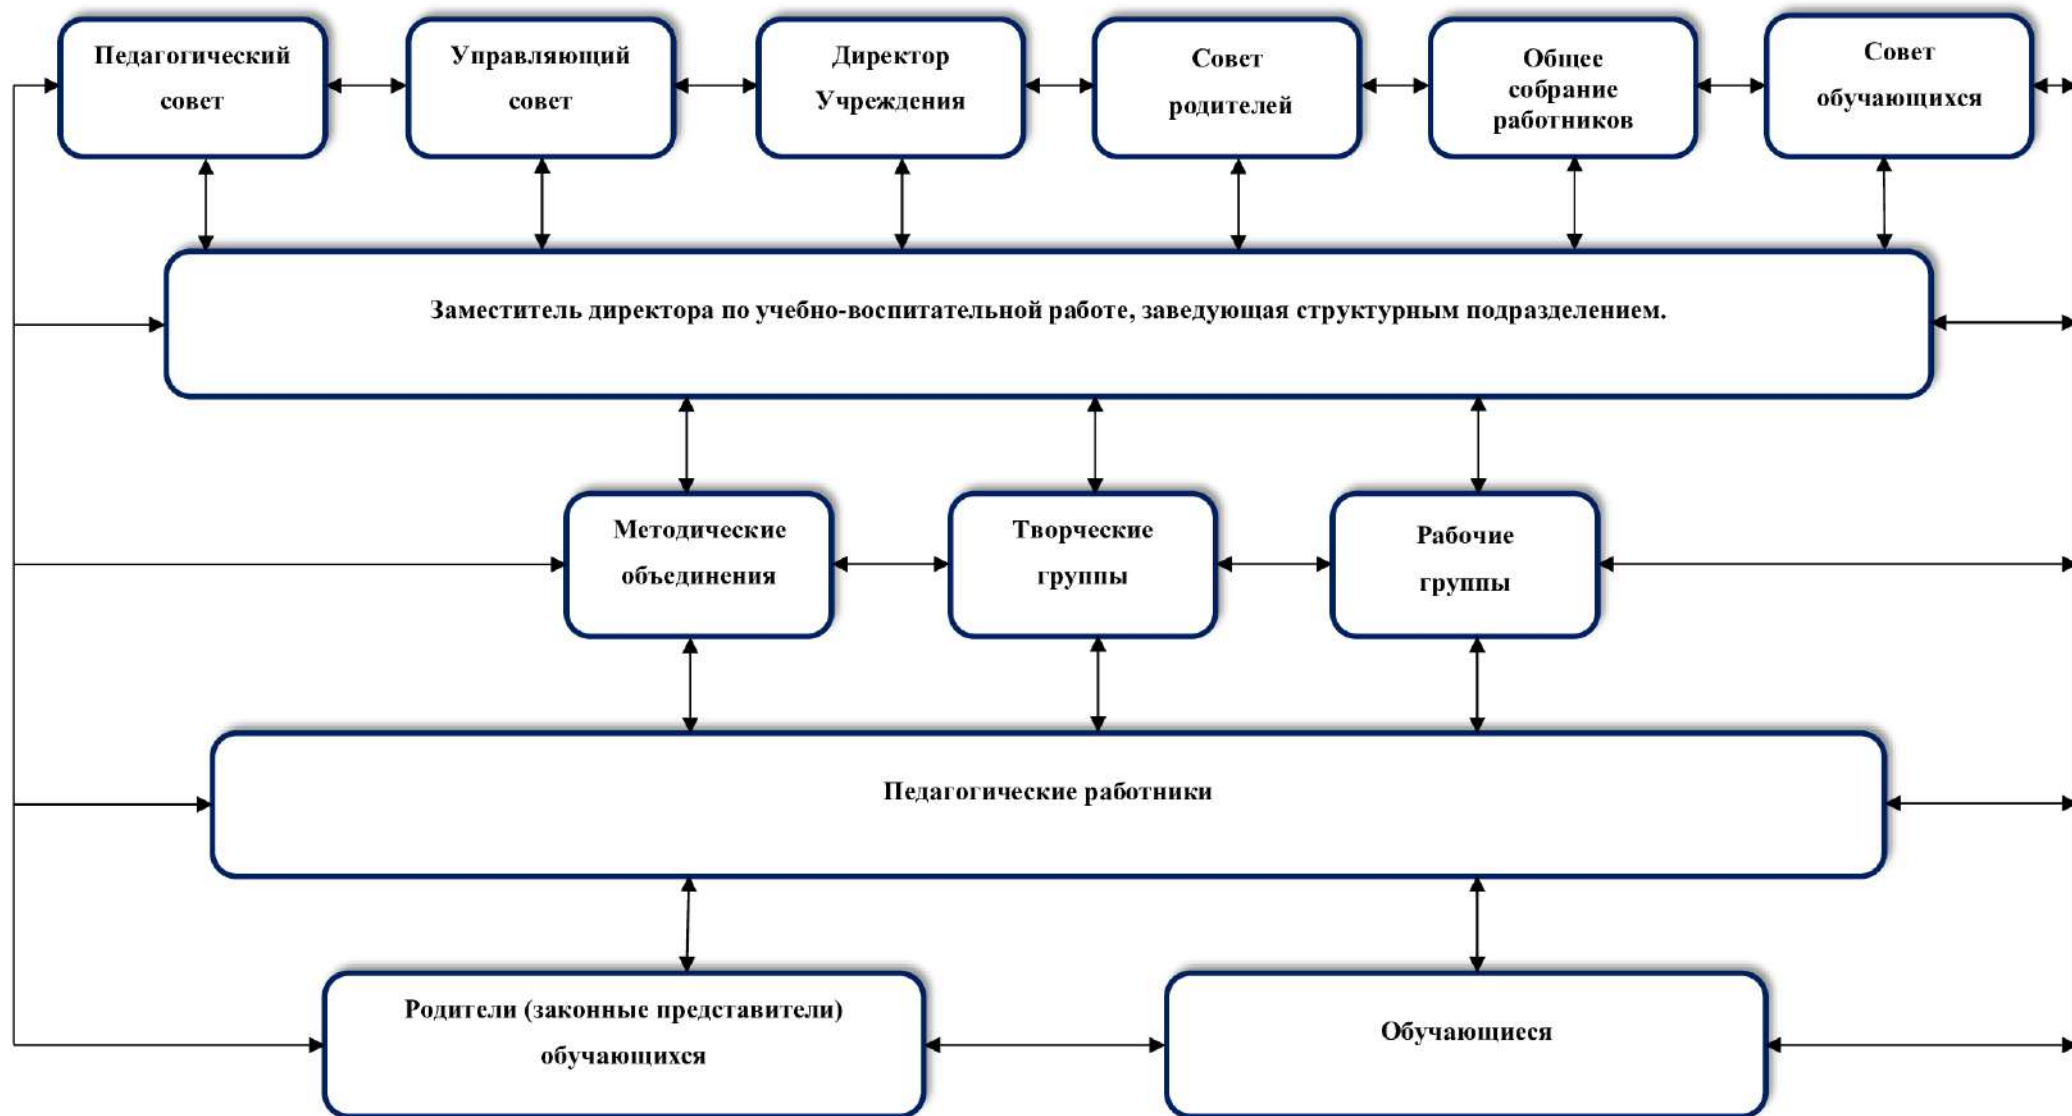 Педагогический
совет
Управляющий
совет
Директор
Учреждения
Совет
родителей
Общее
собрание
работников
Совет
обучающихся
Заместитель директора по учебно-воспитательной работе, заведующая структурным подразделением.
Методические
объединения
Творческие
группы
Рабочие
группы
Педагогические работники
Родители (законные представители)
обучающихся
Обучающиеся